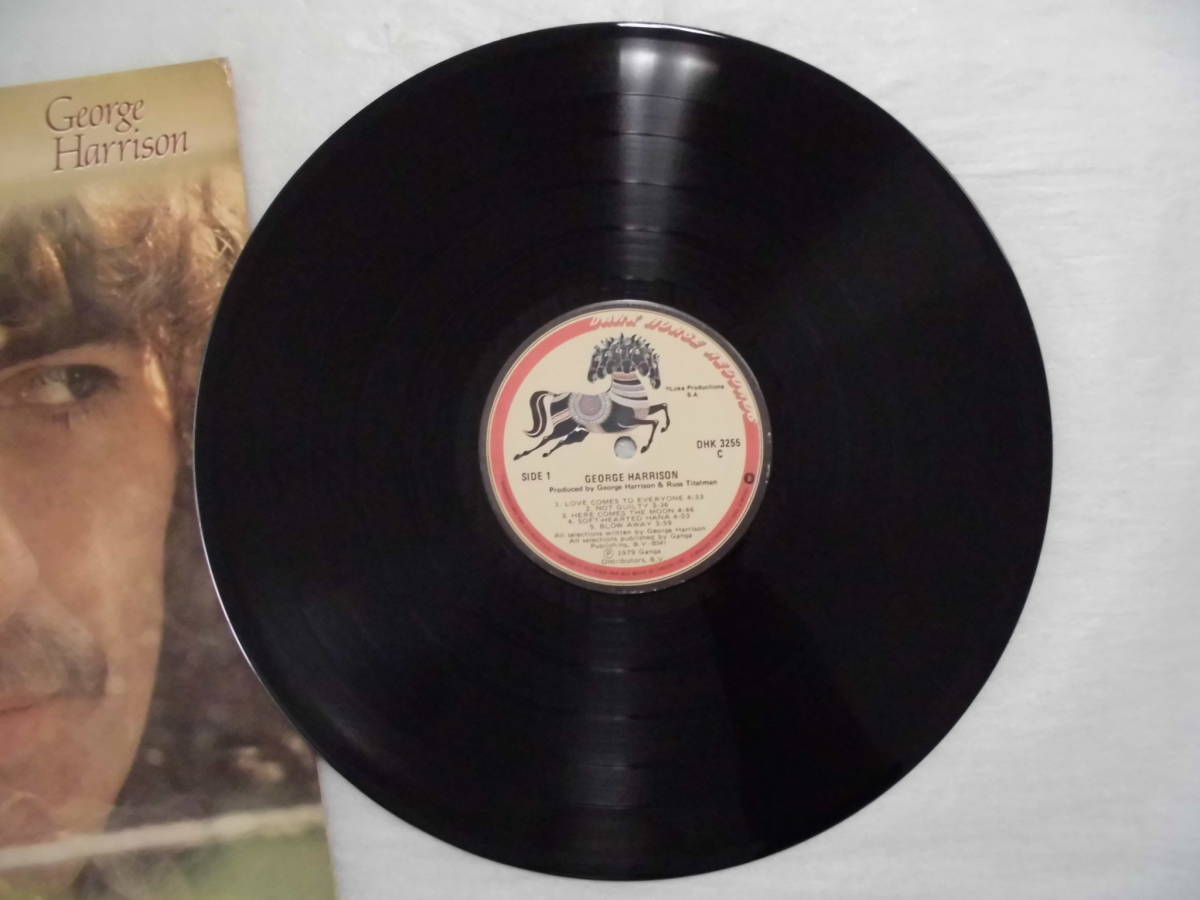 George
Harrison
DARK HORSE RECORDS
Productions
S.A
DHK 3255
C
SIDE 1
GEORGE HARRISON
Produced by George Harrison & Russ Titelman
1. LOVE COMES TO EVERYONE 4:33
2. NOT GUILTY 3:36
3. HERE COMES THE MOON 4:46
4. SOFT-HEARTED HANA 4:03
5. BLOW AWAY 3:59
All selections written by George Harrison
All selections published by Ganga
Publishing, B.V.-BMI
Ⓟ 1979 Ganga
Distributors, B.V.